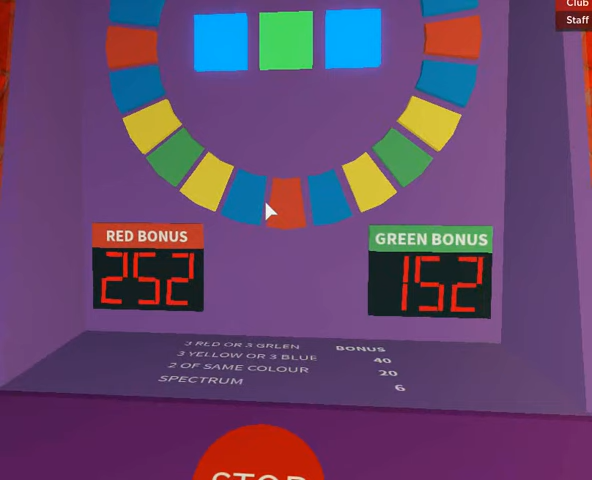 Club
Staff
RED BONUS
GREEN BONUS
252
152
3 RED OR 3 GREEN BONUS
3 YELLOW OR 3 BLUE 40
2 OF SAME COLOUR 20
SPECTRUM 6
STOP